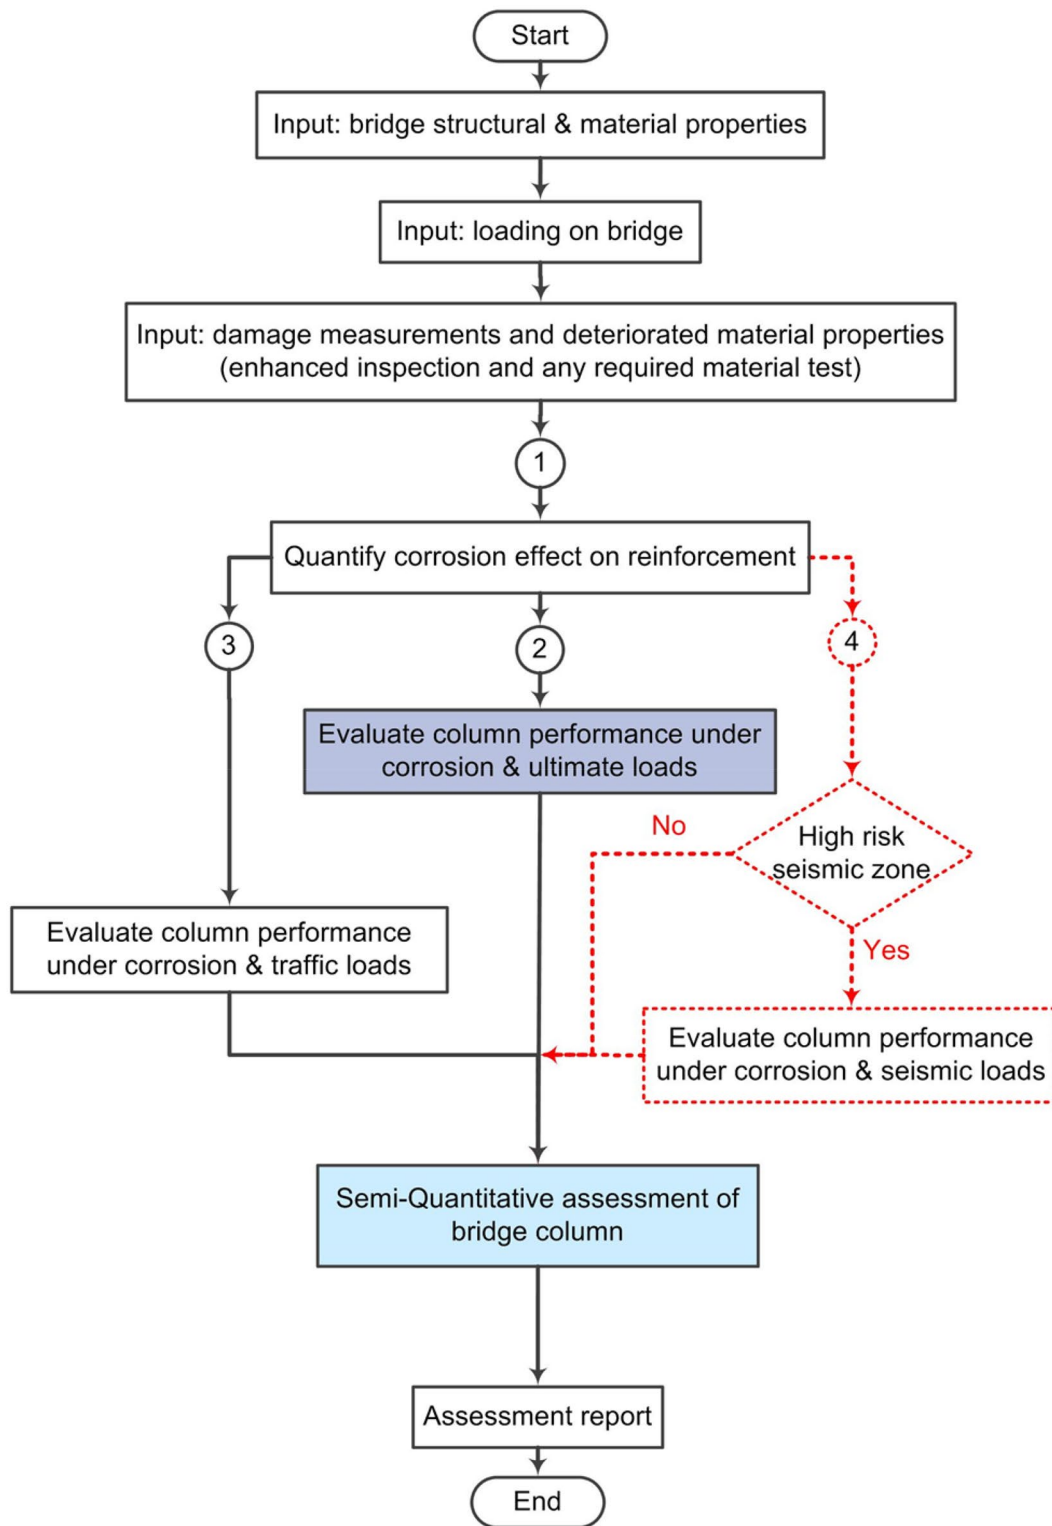 Start
Input: bridge structural & material properties
Input: loading on bridge
Input: damage measurements and deteriorated material properties
(enhanced inspection and any required material test)
1
Quantify corrosion effect on reinforcement
3
2
4
Evaluate column performance under
corrosion & ultimate loads
No
High risk
seismic zone
Yes
Evaluate column performance
under corrosion & traffic loads
Evaluate column performance
under corrosion & seismic loads
Semi-Quantitative assessment of
bridge column
Assessment report
End